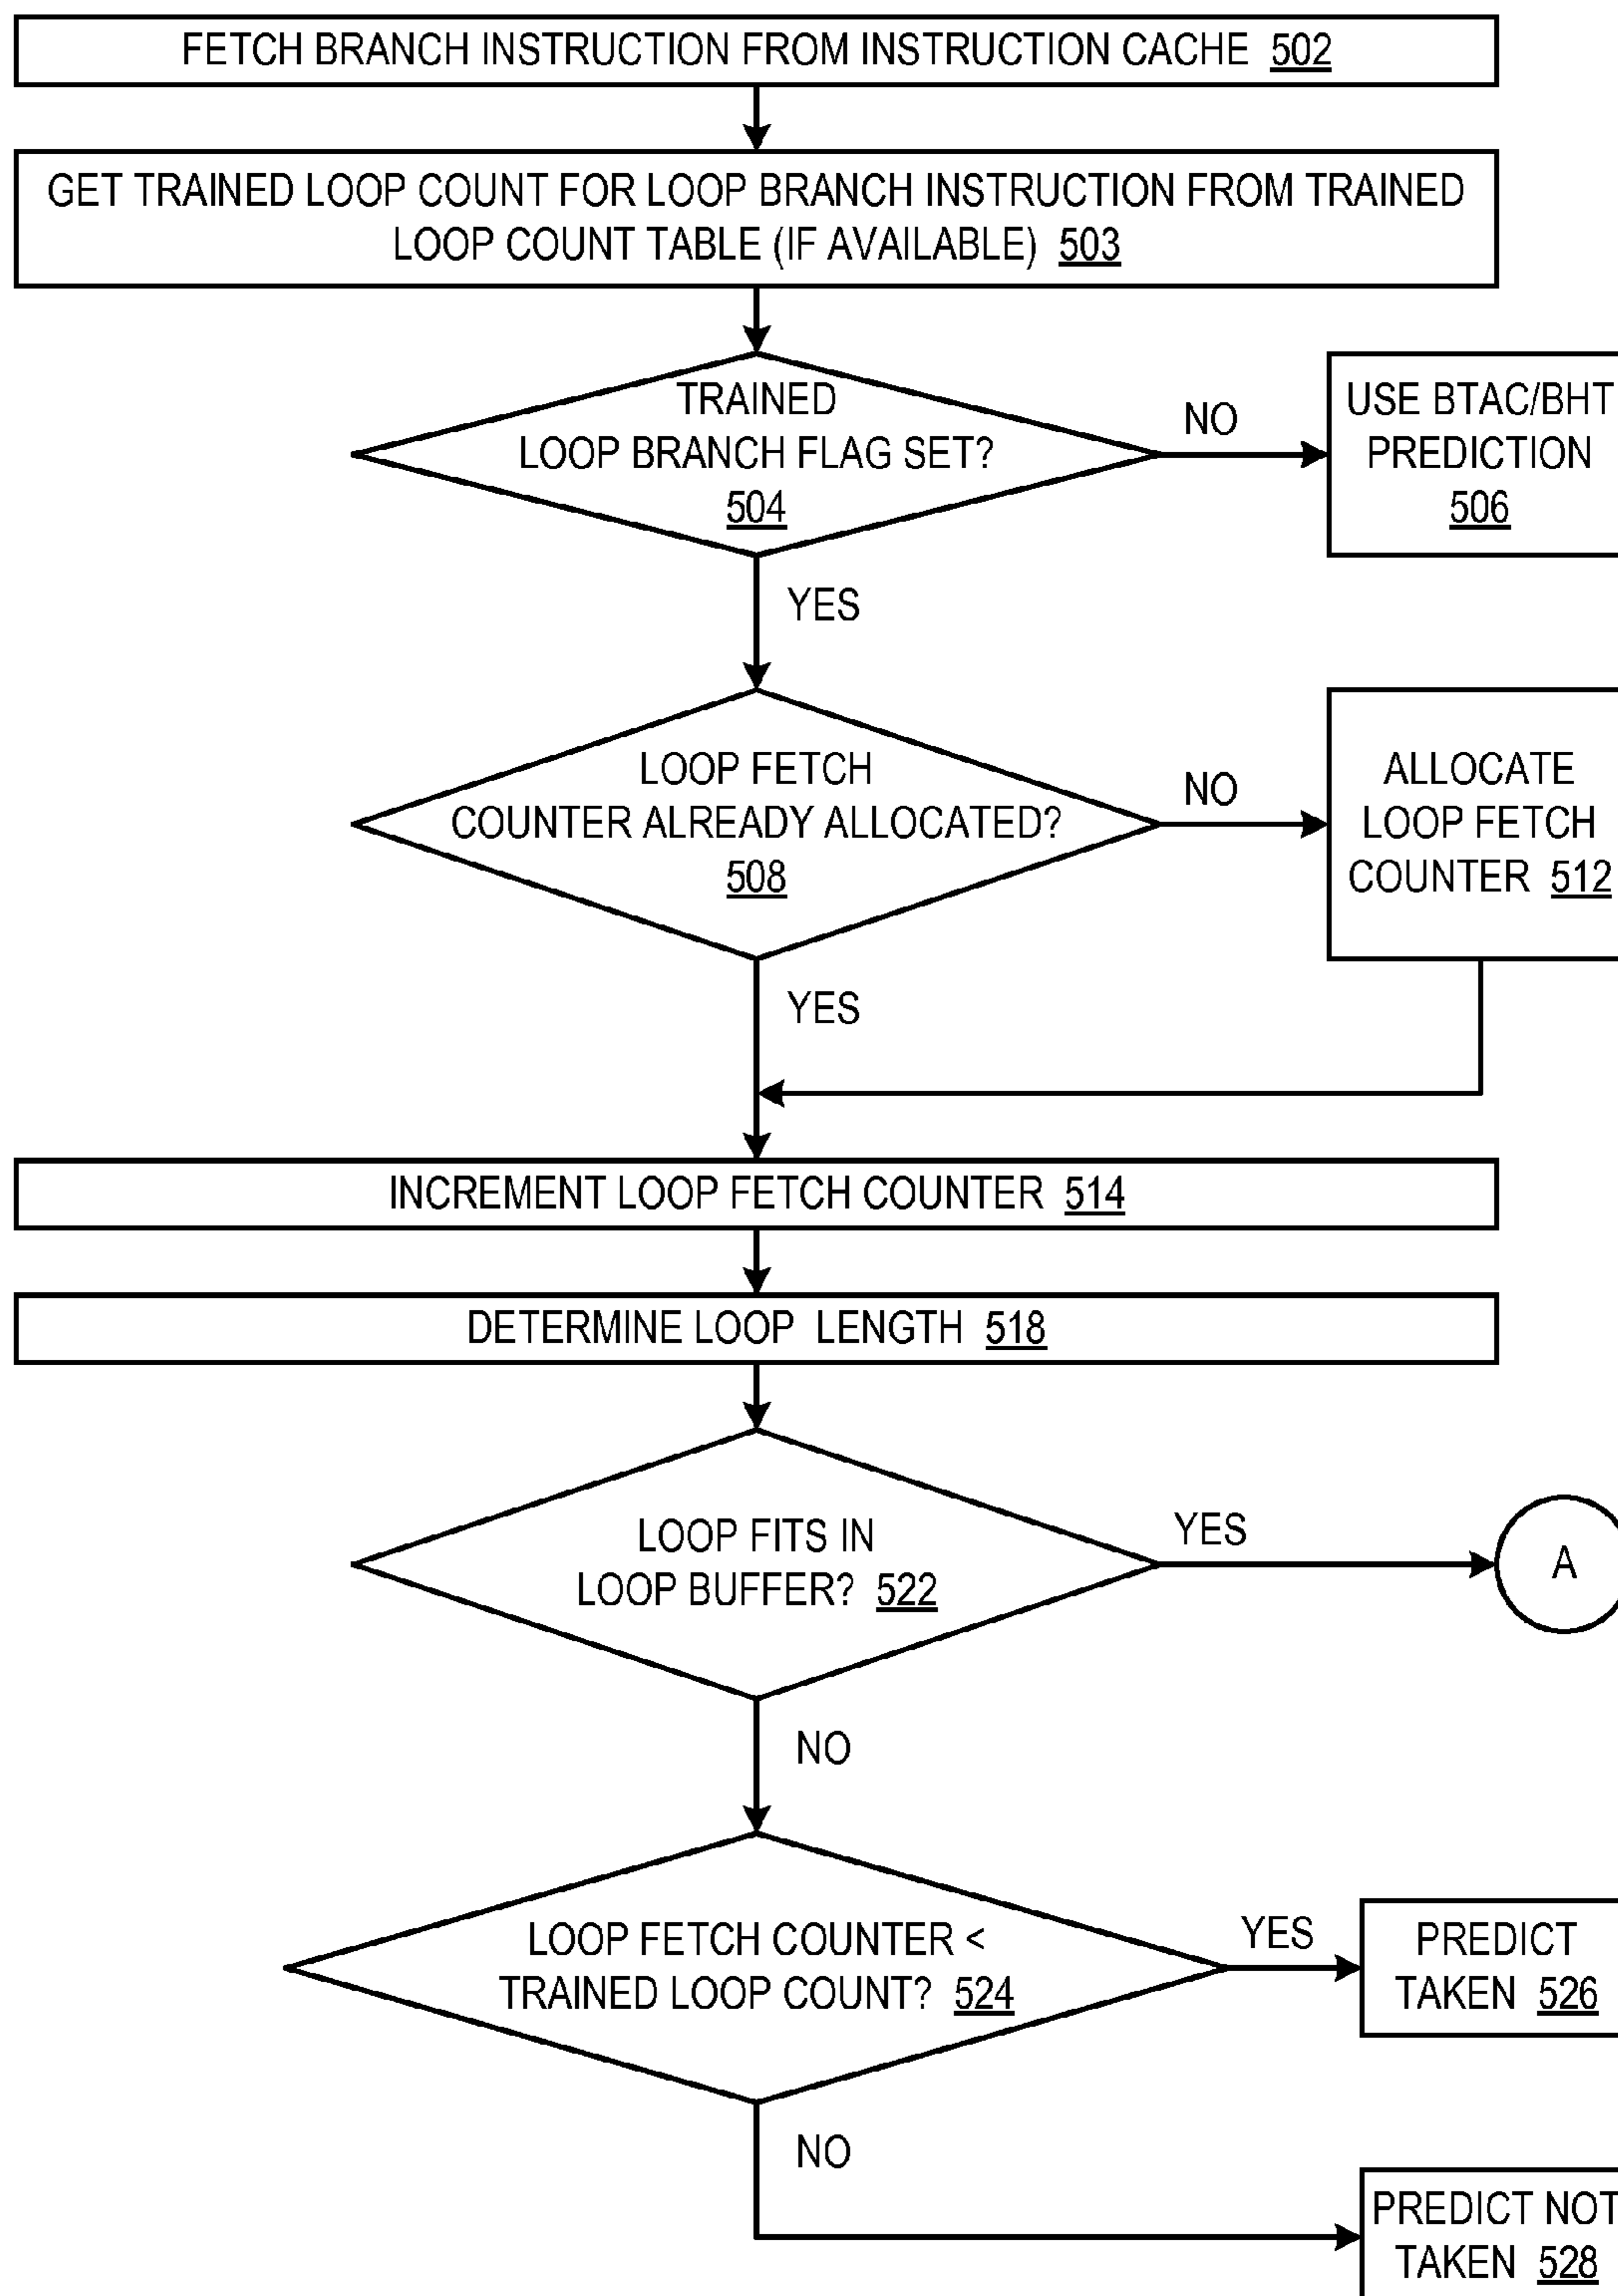 FETCH BRANCH INSTRUCTION FROM INSTRUCTION CACHE 502
GET TRAINED LOOP COUNT FOR LOOP BRANCH INSTRUCTION FROM TRAINED
LOOP COUNT TABLE (IF AVAILABLE) 503
TRAINED
LOOP BRANCH FLAG SET?
504
NO
USE BTAC/BHT
PREDICTION
506
YES
LOOP FETCH
COUNTER ALREADY ALLOCATED?
508
NO
ALLOCATE
LOOP FETCH
COUNTER 512
YES
INCREMENT LOOP FETCH COUNTER 514
DETERMINE LOOP LENGTH 518
LOOP FITS IN
LOOP BUFFER? 522
YES
A
NO
LOOP FETCH COUNTER <
TRAINED LOOP COUNT? 524
YES
PREDICT
TAKEN 526
NO
PREDICT NOT
TAKEN 528